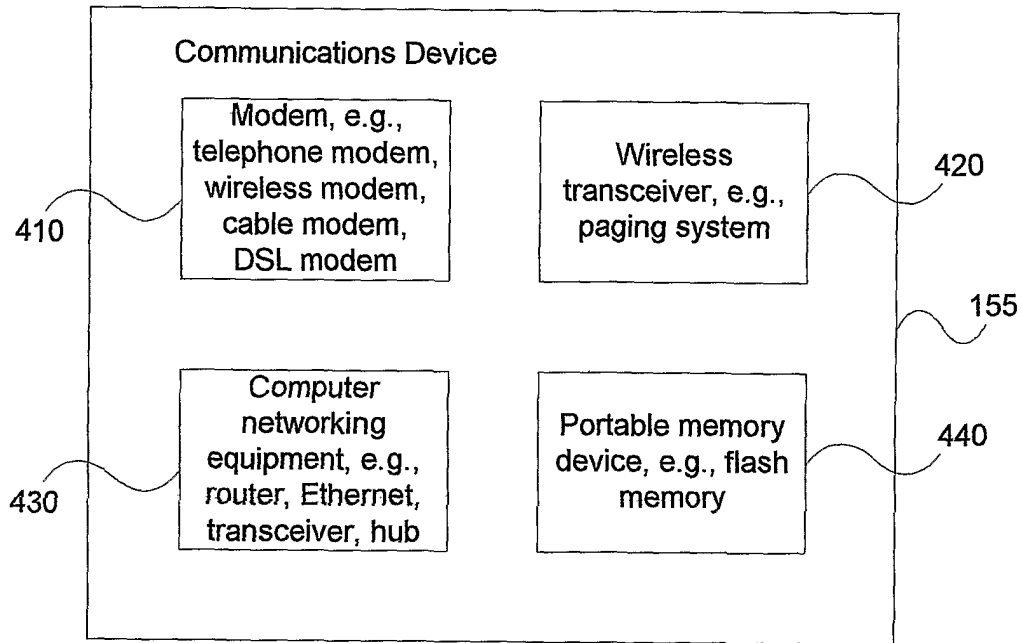 Communications Device
Modem, e.g.,
telephone modem,
wireless modem,
cable modem,
DSL modem
410
Wireless
transceiver, e.g.,
paging system
420
155
Computer
networking
equipment, e.g.,
router, Ethernet,
transceiver, hub
430
Portable memory
device, e.g., flash
memory
440